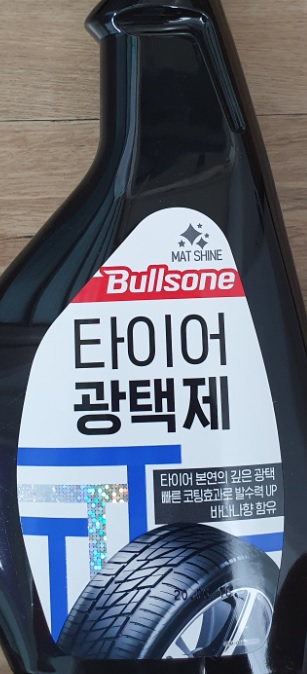 MAT SHINE
Bullsone
타이어
광택제
타이어 본연의 깊은 광택
빠른 코팅효과로 발수력 UP
바나나향 함유